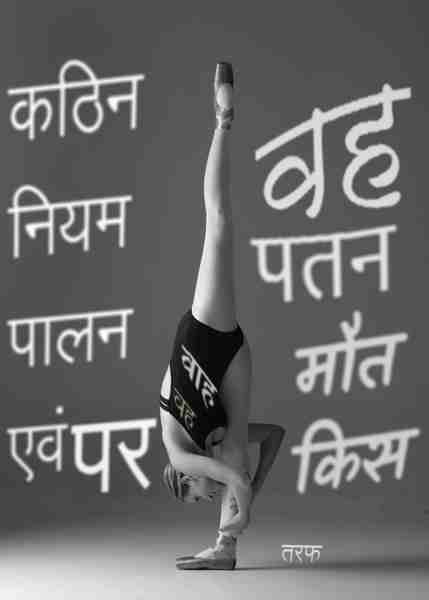 कठिन
नियम
पालन
एवं पर
वह
पतन
मौत
किस
वाह
वह
तरफ